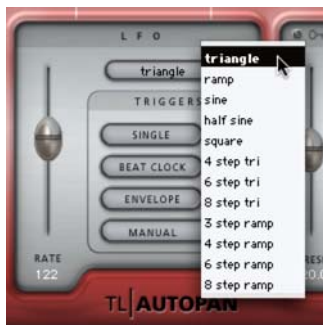 LFO
triangle
TRIGGERS
SINGLE
BEAT CLOCK
ENVELOPE
MANUAL
RATE
122
TL|AUTOPAN
triangle
ramp
sine
half sine
square
4 step tri
6 step tri
8 step tri
3 step ramp
4 step ramp
6 step ramp
8 step ramp